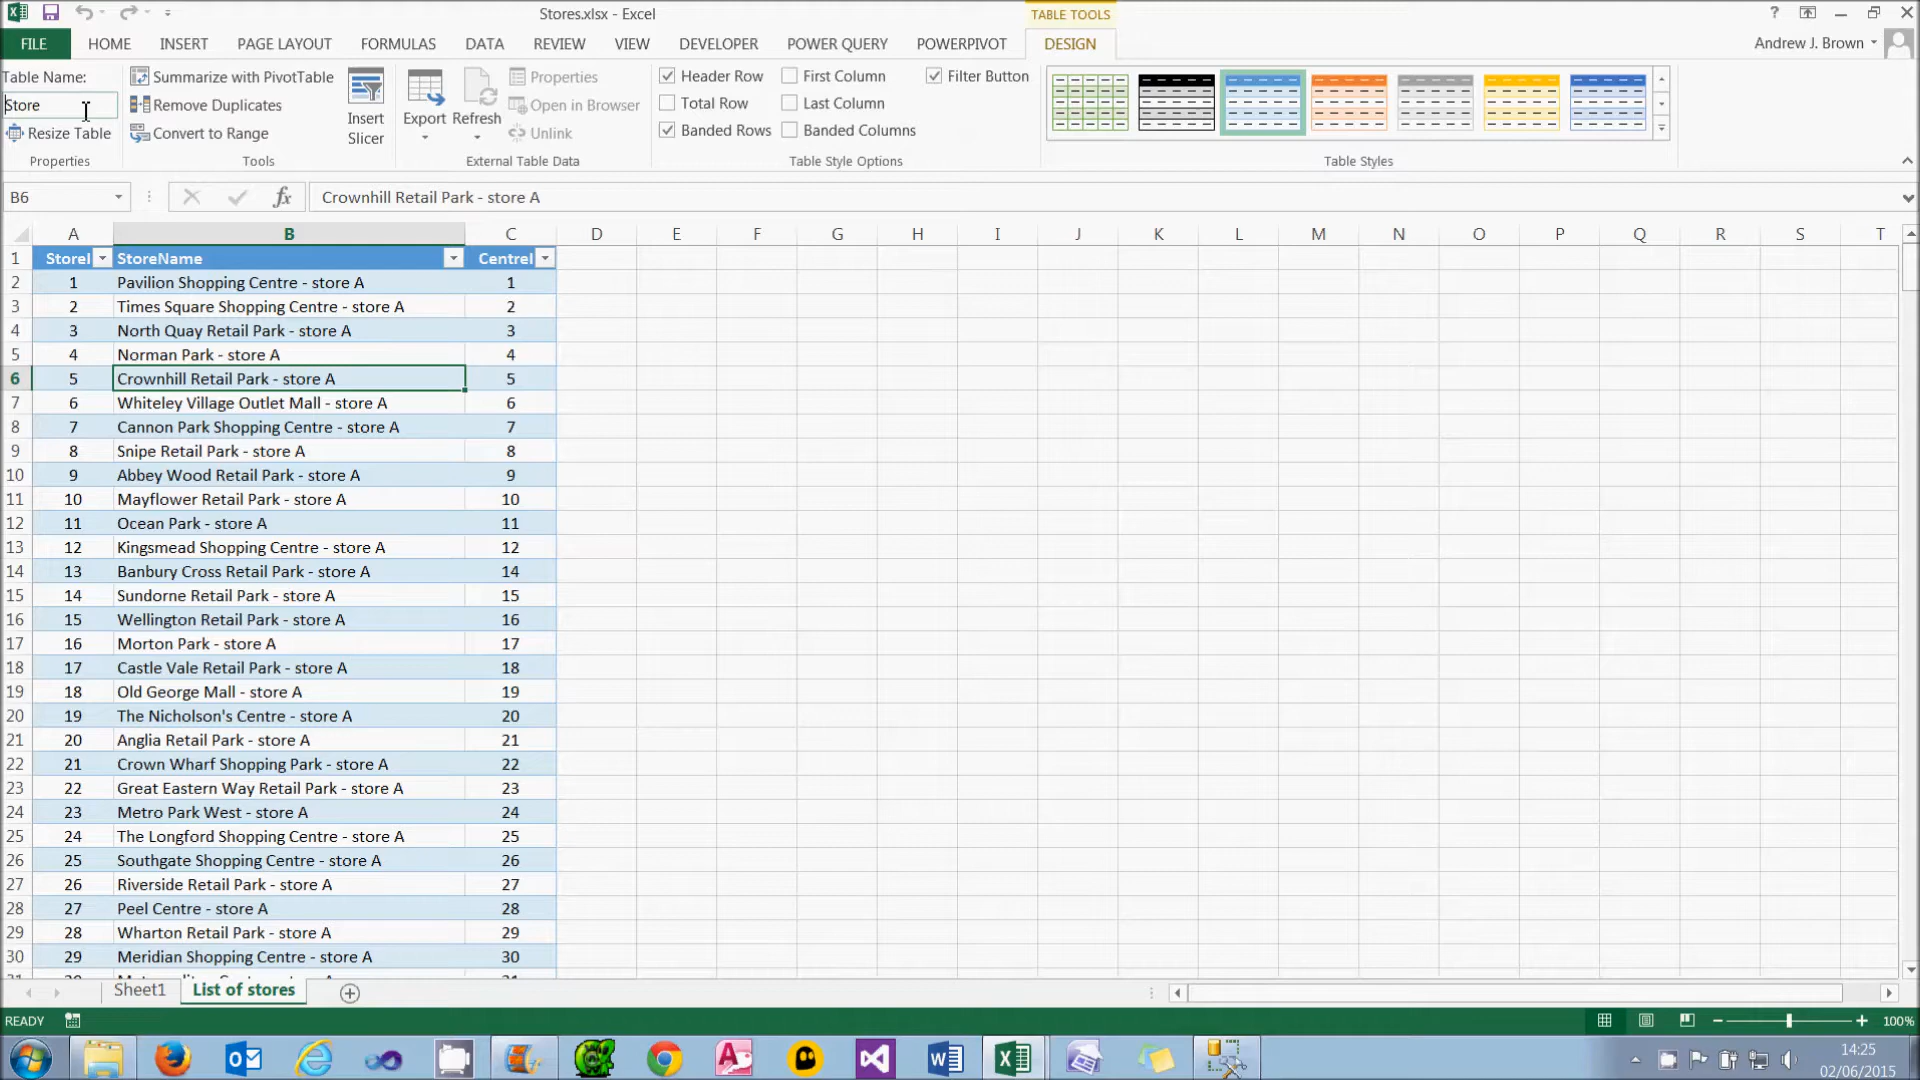 Stores.xlsx - Excel
TABLE TOOLS
?
FILE HOME INSERT PAGE LAYOUT FORMULAS DATA REVIEW VIEW DEVELOPER POWER QUERY POWERPIVOT DESIGN Andrew J. Brown
Table Name:
Store
Resize Table
Properties
Summarize with PivotTable
Remove Duplicates
Convert to Range
Tools
Insert Slicer
Export
Refresh
Properties
Open in Browser
Unlink
External Table Data
Header Row
Total Row
Banded Rows
First Column
Last Column
Banded Columns
Filter Button
Table Style Options
Table Styles
B6 fx Crownhill Retail Park - store A
A B C D E F G H I J K L M N O P Q R S T
1 StoreI StoreName CentreI
2 1 Pavilion Shopping Centre - store A 1
3 2 Times Square Shopping Centre - store A 2
4 3 North Quay Retail Park - store A 3
5 4 Norman Park - store A 4
6 5 Crownhill Retail Park - store A 5
7 6 Whiteley Village Outlet Mall - store A 6
8 7 Cannon Park Shopping Centre - store A 7
9 8 Snipe Retail Park - store A 8
10 9 Abbey Wood Retail Park - store A 9
11 10 Mayflower Retail Park - store A 10
12 11 Ocean Park - store A 11
13 12 Kingsmead Shopping Centre - store A 12
14 13 Banbury Cross Retail Park - store A 14
15 14 Sundorne Retail Park - store A 15
16 15 Wellington Retail Park - store A 16
17 16 Morton Park - store A 17
18 17 Castle Vale Retail Park - store A 18
19 18 Old George Mall - store A 19
20 19 The Nicholson's Centre - store A 20
21 20 Anglia Retail Park - store A 21
22 21 Crown Wharf Shopping Park - store A 22
23 22 Great Eastern Way Retail Park - store A 23
24 23 Metro Park West - store A 24
25 24 The Longford Shopping Centre - store A 25
26 25 Southgate Shopping Centre - store A 26
27 26 Riverside Retail Park - store A 27
28 27 Peel Centre - store A 28
29 28 Wharton Retail Park - store A 29
30 29 Meridian Shopping Centre - store A 30
Sheet1 List of stores
READY 100%
14:25
02/06/2015